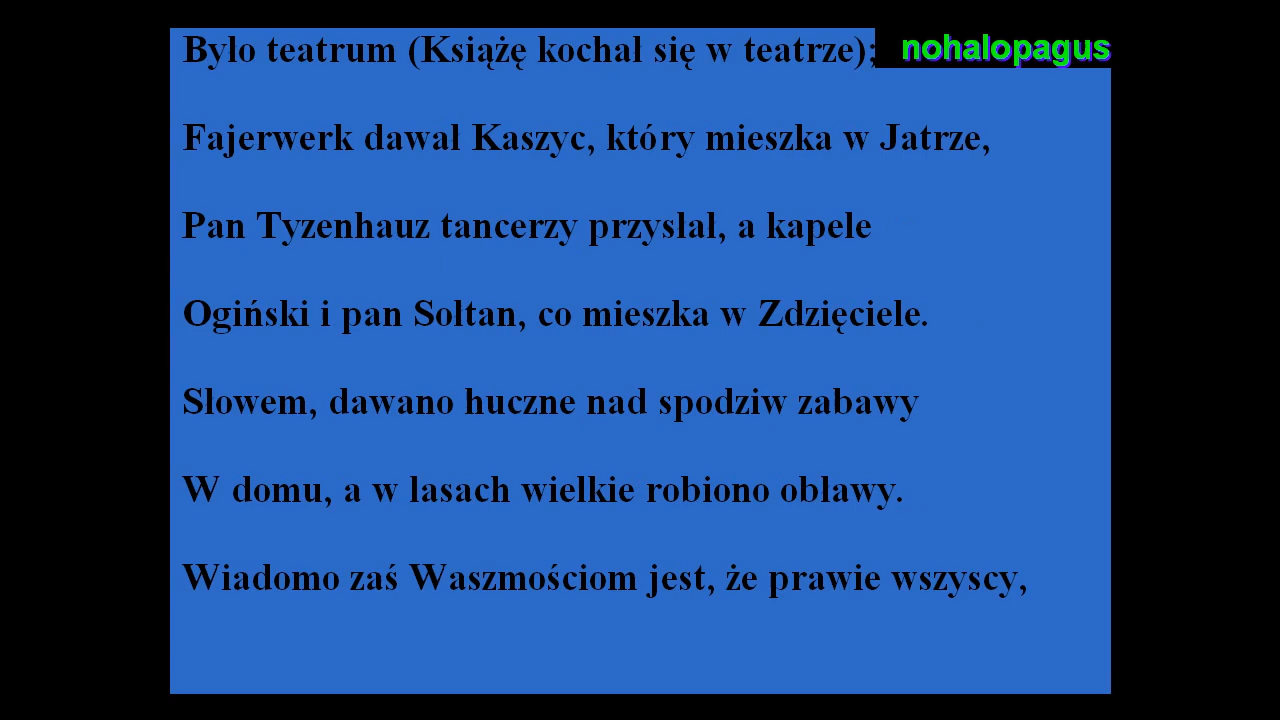 Było teatrum (Książę kochał się w teatrze);
nohalopagus
Fajerwerk dawał Kaszyc, który mieszka w Jatrze,
Pan Tyzenhauz tancerzy przysłał, a kapele
Ogiński i pan Sołtan, co mieszka w Zdzięciele.
Słowem, dawano huczne nad spodziw zabawy
W domu, a w lasach wielkie robiono obławy.
Wiadomo zaś Waszmościom jest, że prawie wszyscy,